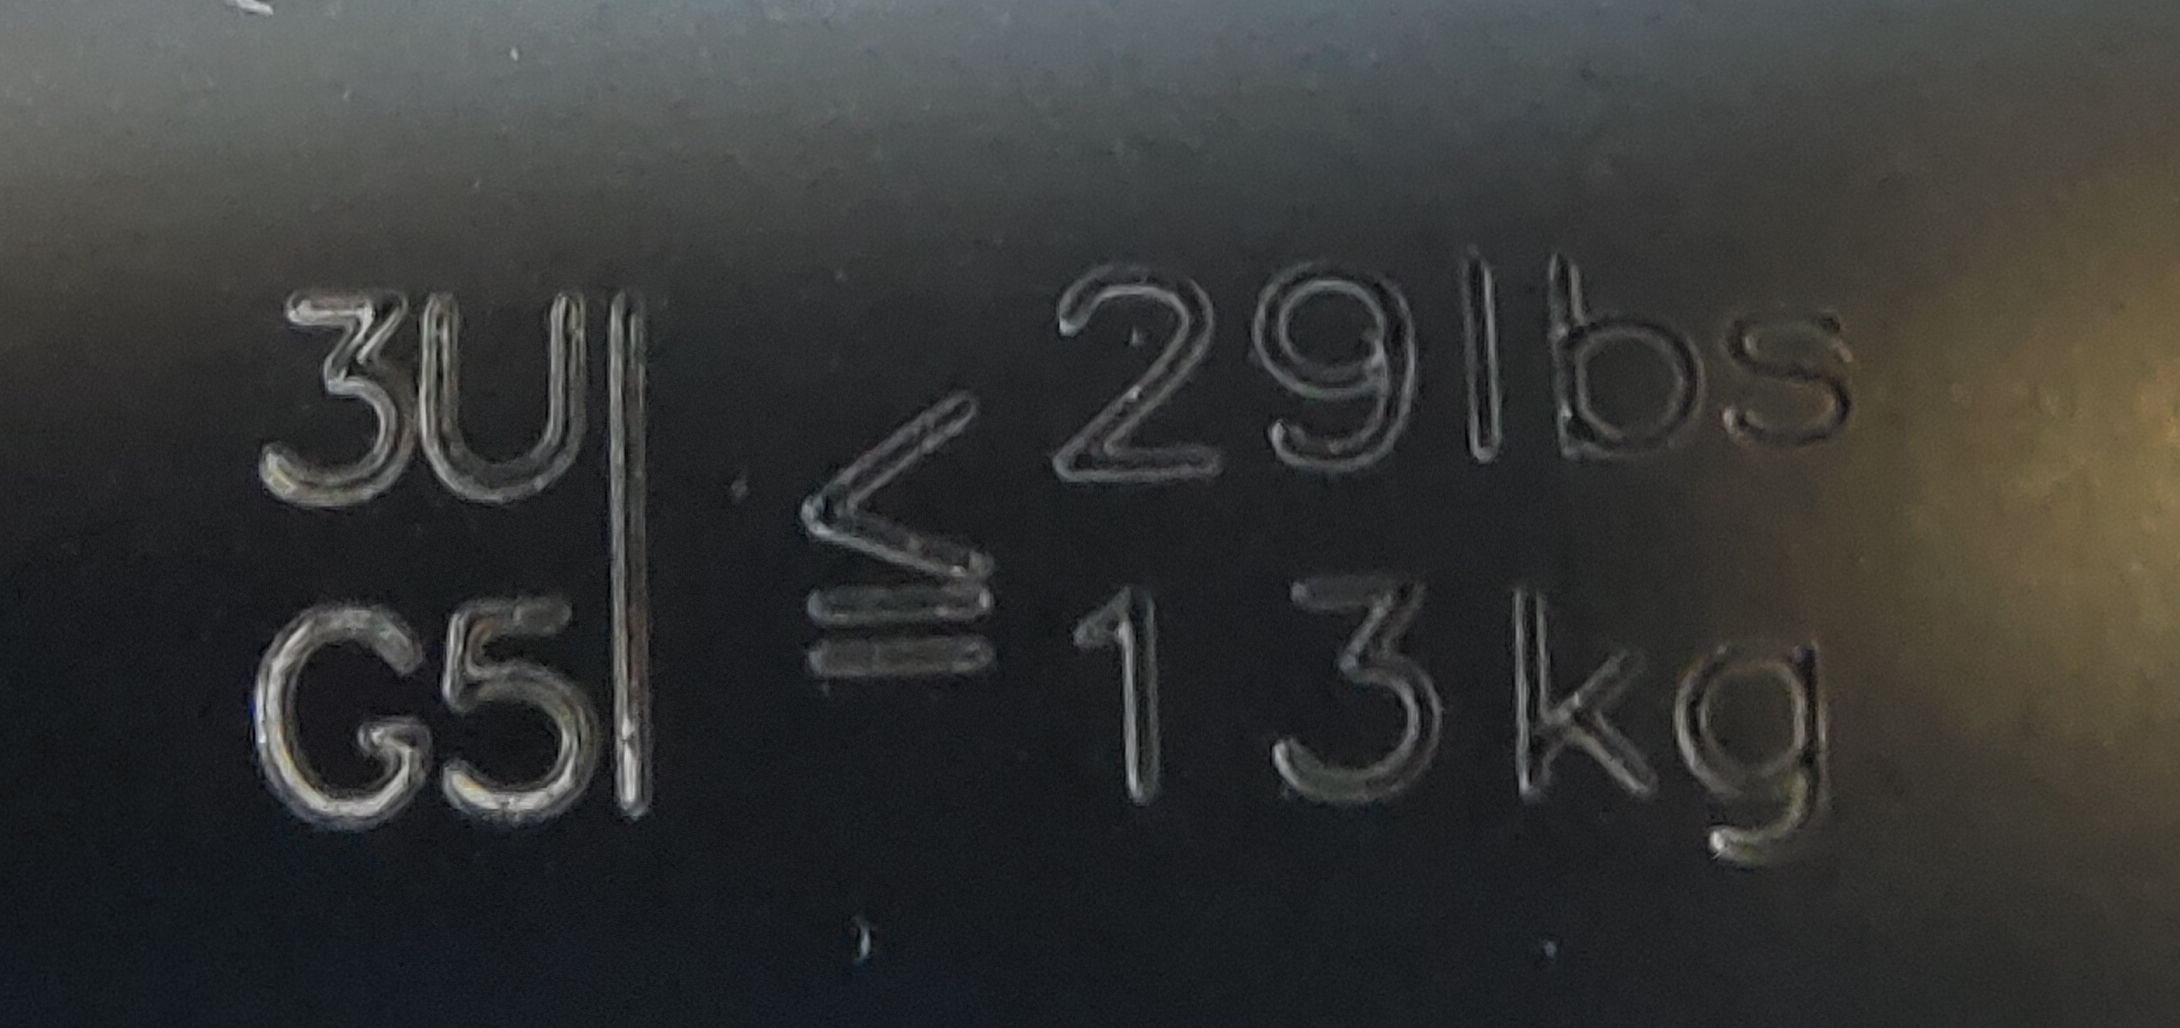 3U| ≦ 29lbs
G5| 13kg